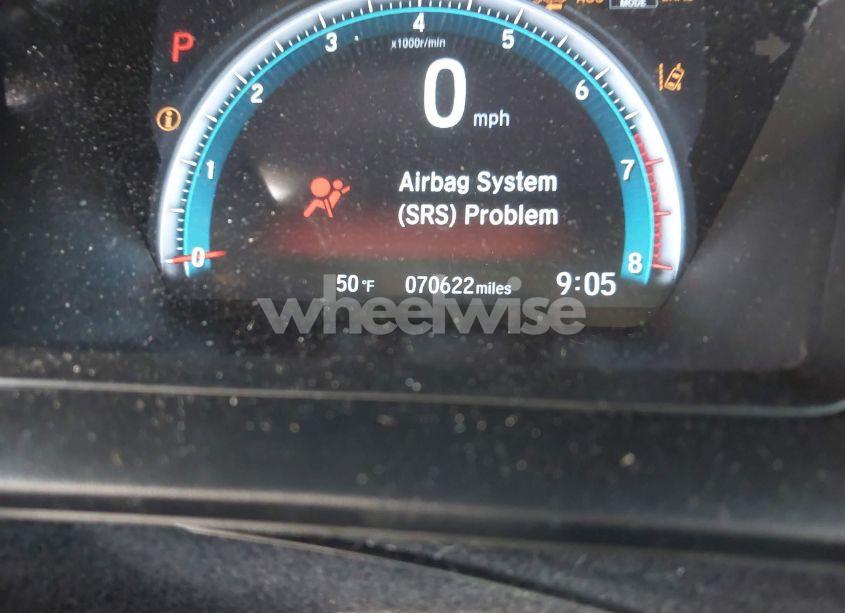 4
3
5
x1000r/min
MODE
P
0
mph
2
6
i
1
7
Airbag System
(SRS) Problem
0
8
50°F 070622miles 9:05
wheelwise